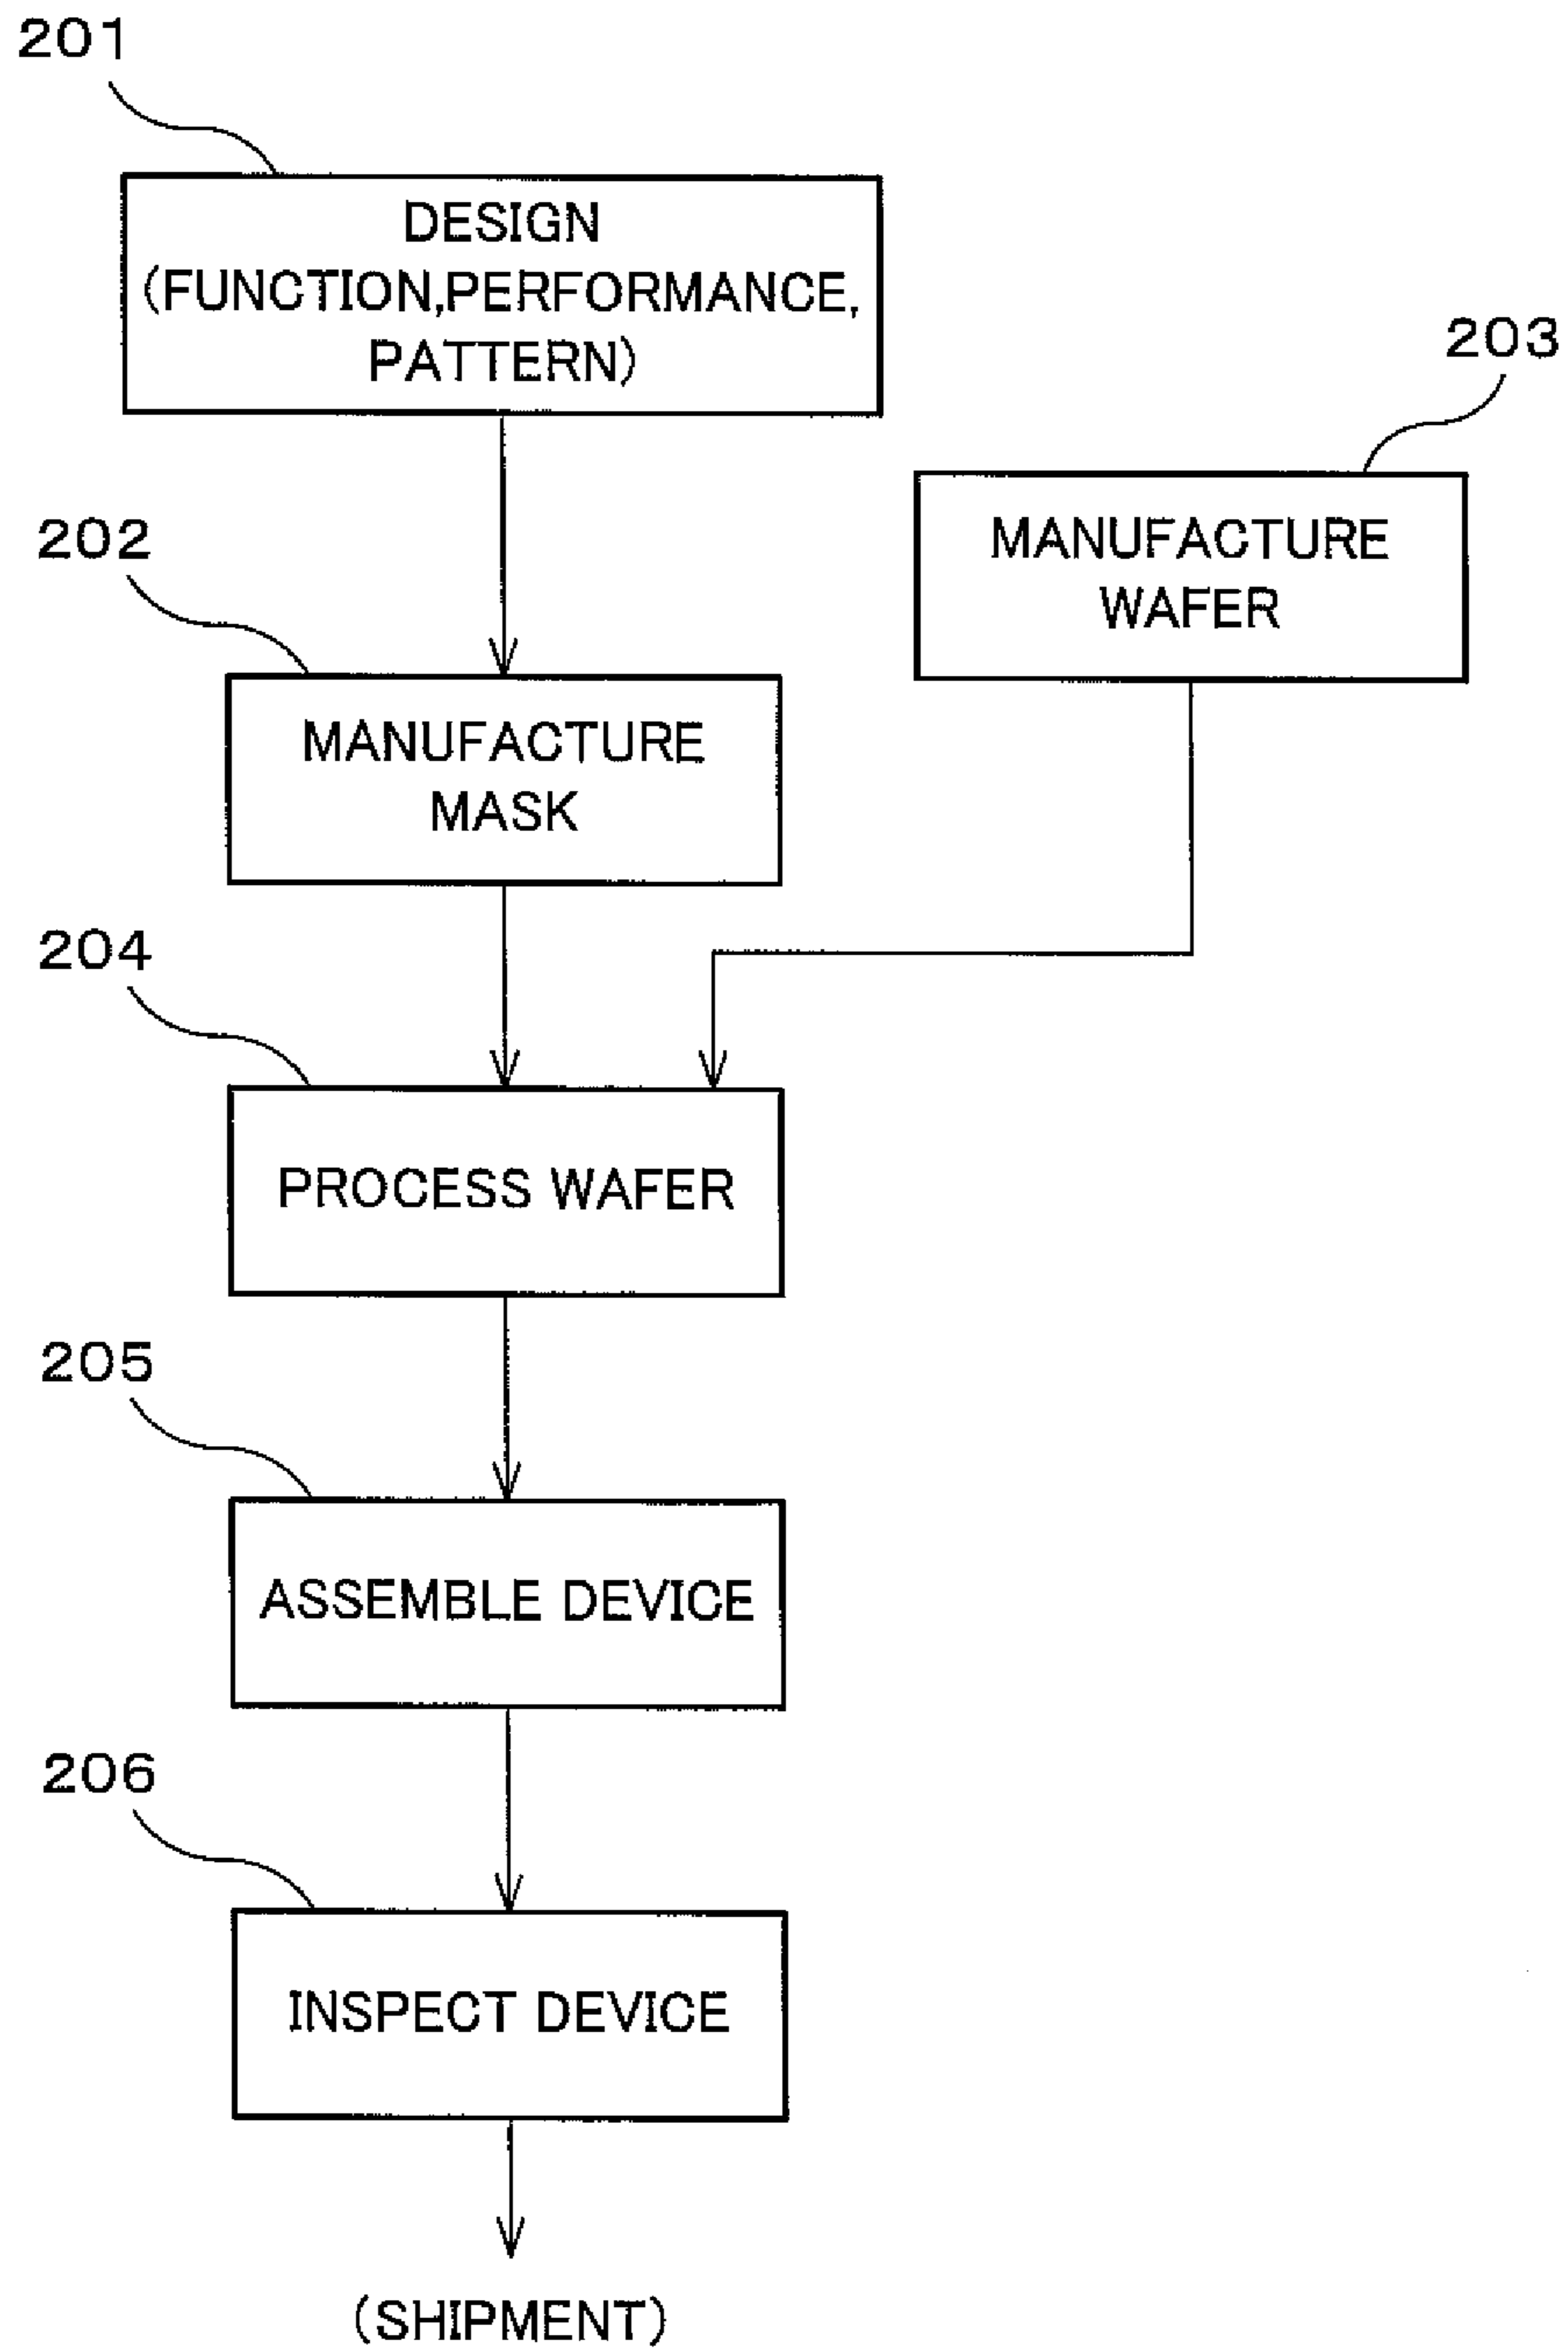 201
DESIGN
(FUNCTION,PERFORMANCE,
PATTERN)
203
MANUFACTURE
WAFER
202
MANUFACTURE
MASK
204
PROCESS WAFER
205
ASSEMBLE DEVICE
206
INSPECT DEVICE
(SHIPMENT)